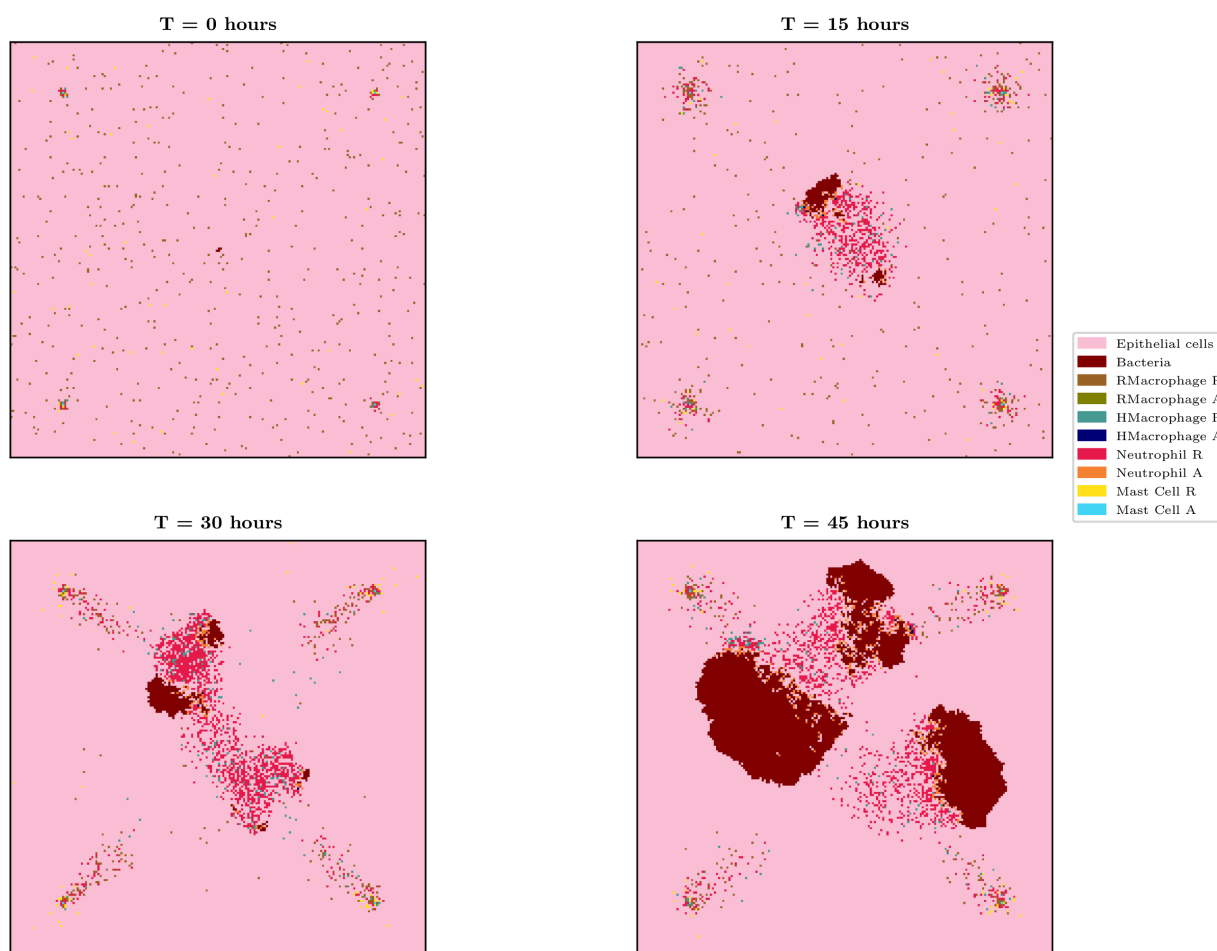 T = 0 hours
T = 15 hours
Epithelial cells
Bacteria
RMacrophage R
RMacrophage A
HMacrophage R
HMacrophage A
Neutrophil R
Neutrophil A
Mast Cell R
Mast Cell A
T = 30 hours
T = 45 hours